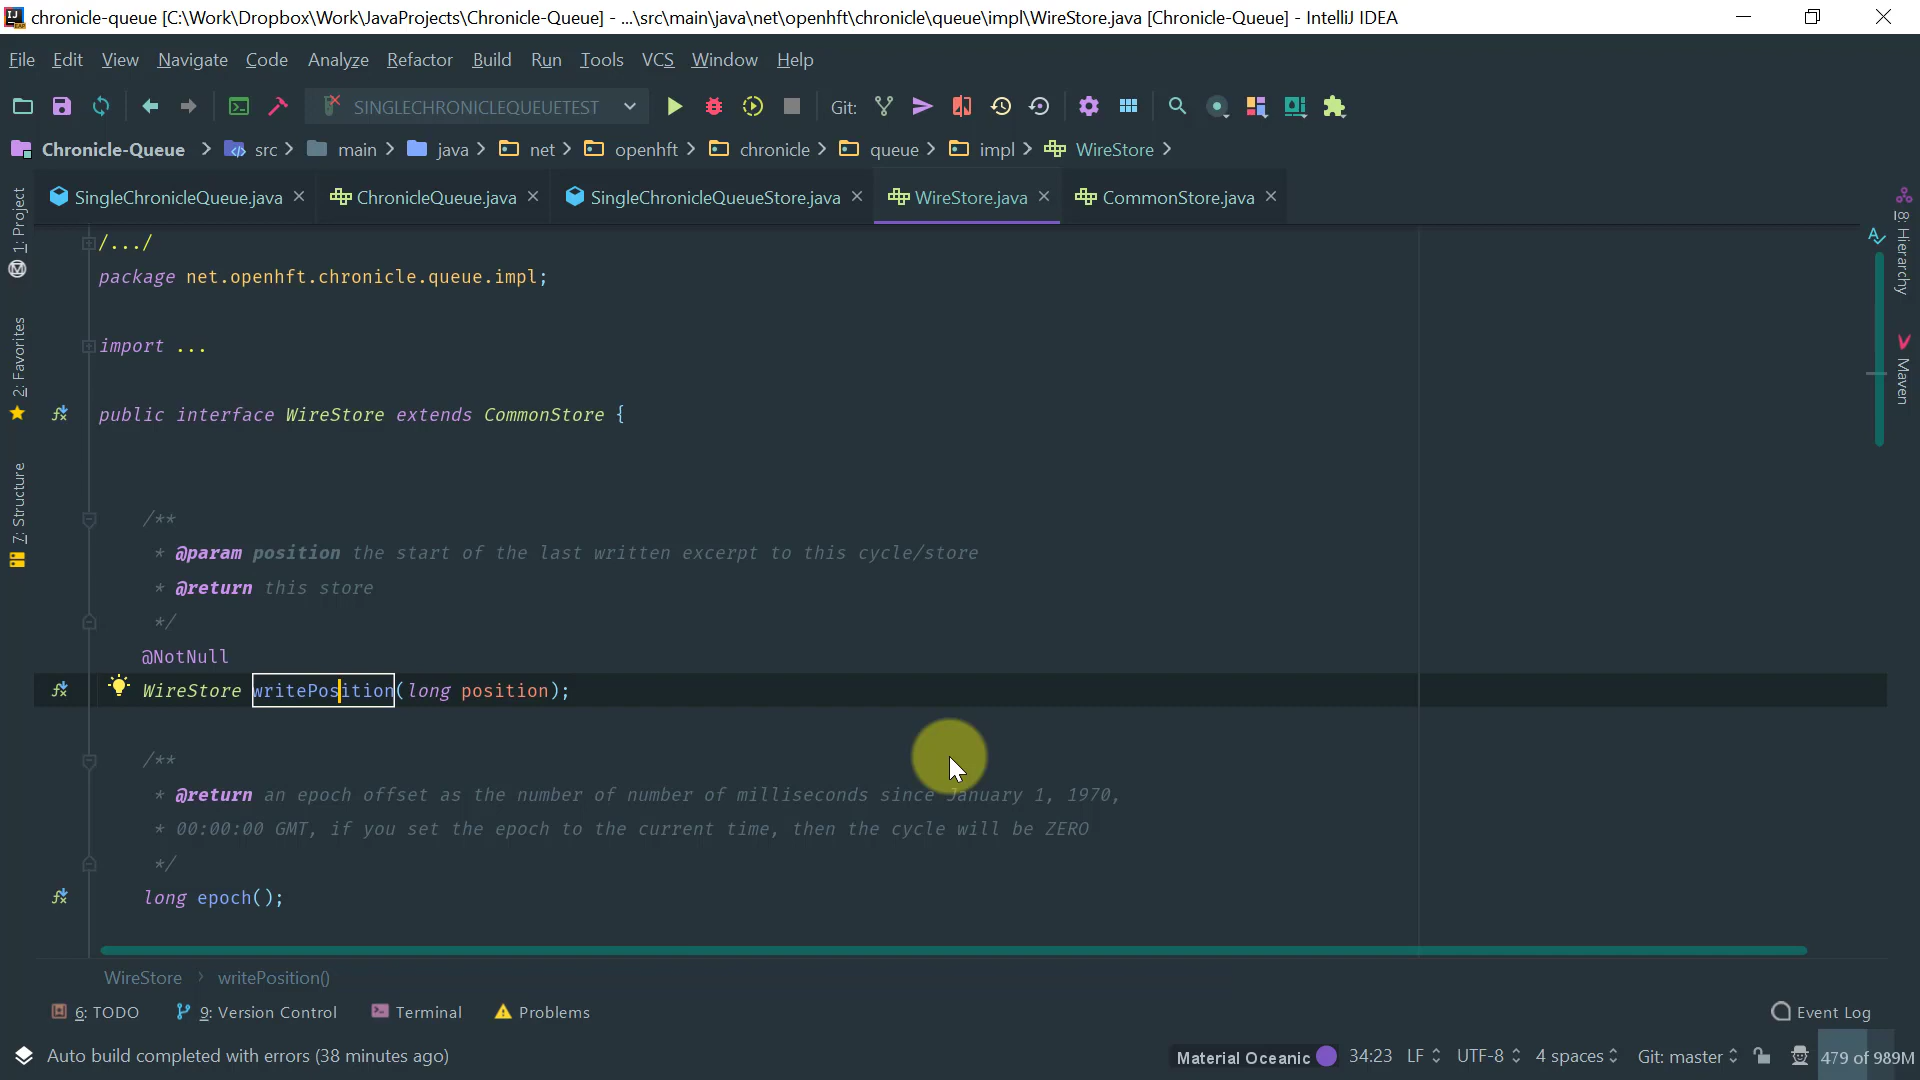 chronicle-queue [C:\Work\Dropbox\Work\JavaProjects\Chronicle-Queue] - ...\src\main\java\net\openhft\chronicle\queue\impl\WireStore.java [Chronicle-Queue] - IntelliJ IDEA
File Edit View Navigate Code Analyze Refactor Build Run Tools VCS Window Help
SINGLECHRONICLEQUEUETEST Git:
Chronicle-Queue src main java net openhft chronicle queue impl WireStore
SingleChronicleQueue.java ChronicleQueue.java SingleChronicleQueueStore.java WireStore.java CommonStore.java
1: Project
2: Favorites
7: Structure
8: Hierarchy
Maven
/.../
package net.openhft.chronicle.queue.impl;
import ...
public interface WireStore extends CommonStore {
/**
* @param position the start of the last written excerpt to this cycle/store
* @return this store
*/
@NotNull
WireStore writePosition(long position);
/**
* @return an epoch offset as the number of number of milliseconds since January 1, 1970,
* 00:00:00 GMT, if you set the epoch to the current time, then the cycle will be ZERO
*/
long epoch();
WireStore > writePosition()
6: TODO 9: Version Control Terminal Problems Event Log
Auto build completed with errors (38 minutes ago) Material Oceanic 34:23 LF UTF-8 4 spaces Git: master 479 of 989M